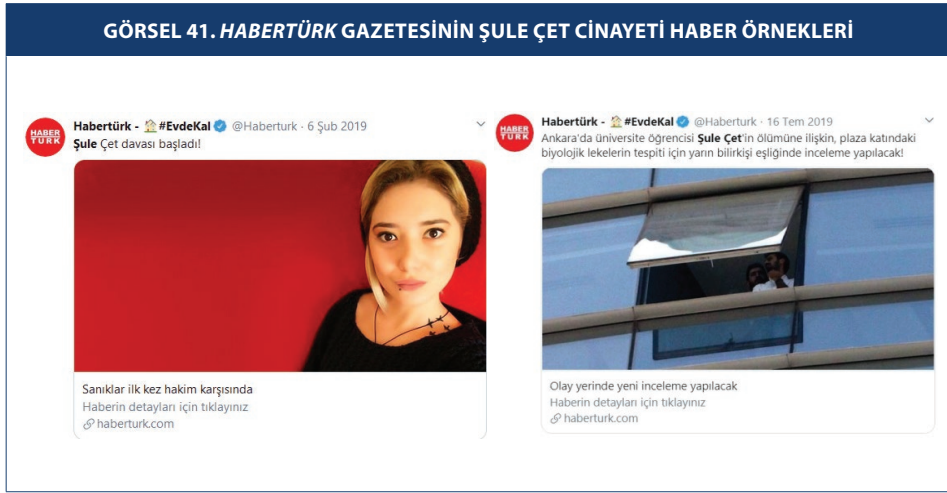 GÖRSEL 41. HABERTÜRK GAZETESİNİN ŞULE ÇET CİNAYETİ HABER ÖRNEKLERİ
HABER
TURK
Habertürk - 🏠#EvdeKal @Haberturk · 6 Şub 2019
Şule Çet davası başladı!
Sanıklar ilk kez hakim karşısında
Haberin detayları için tıklayınız
haberturk.com
HABER
TURK
Habertürk - 🏠#EvdeKal @Haberturk · 16 Tem 2019
Ankara'da üniversite öğrencisi Şule Çet'in ölümüne ilişkin, plaza katındaki
biyolojik lekelerin tespiti için yarın bilirkişi eşliğinde inceleme yapılacak!
Olay yerinde yeni inceleme yapılacak
Haberin detayları için tıklayınız
haberturk.com